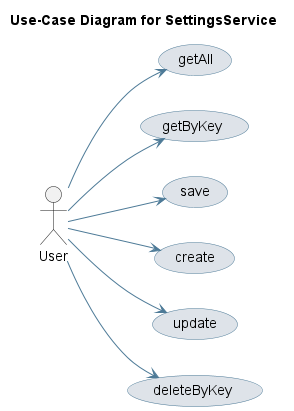 Use-Case Diagram for SettingsService
getAll
getByKey
save
User
create
update
deleteByKey